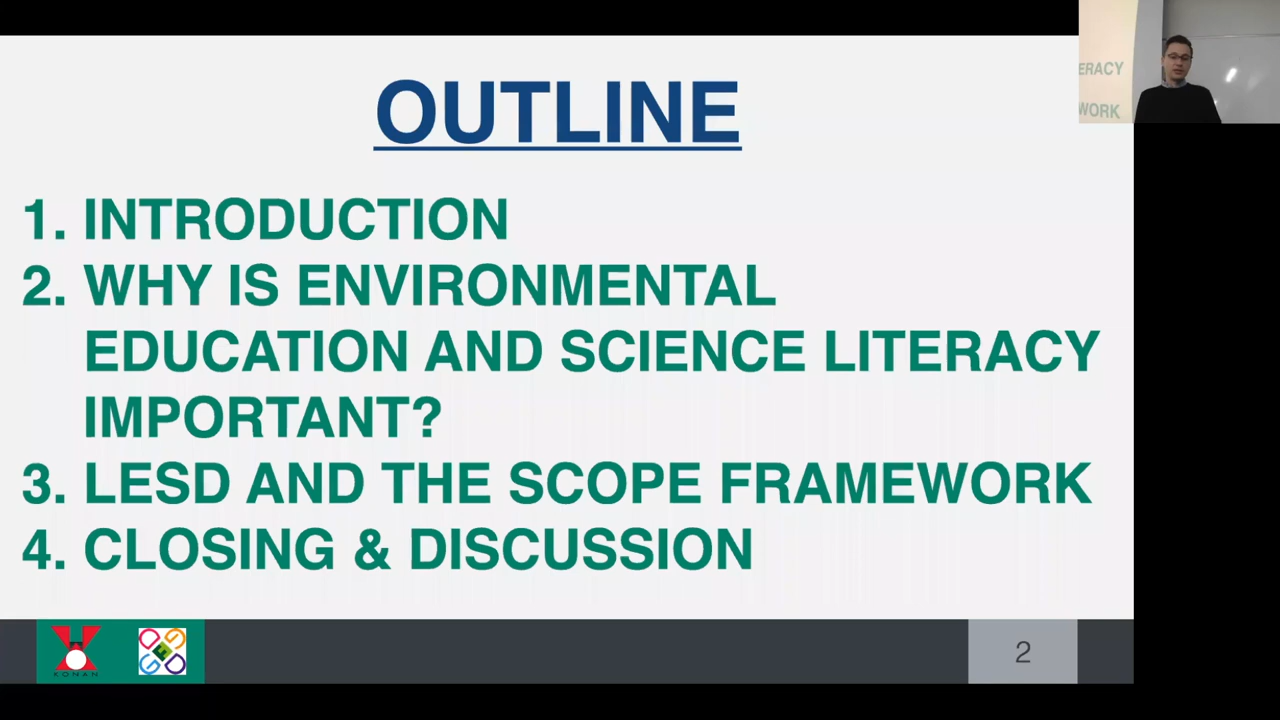 OUTLINE
1. INTRODUCTION
2. WHY IS ENVIRONMENTAL
EDUCATION AND SCIENCE LITERACY
IMPORTANT?
3. LESD AND THE SCOPE FRAMEWORK
4. CLOSING & DISCUSSION
ERACY
WORK
KONAN
2